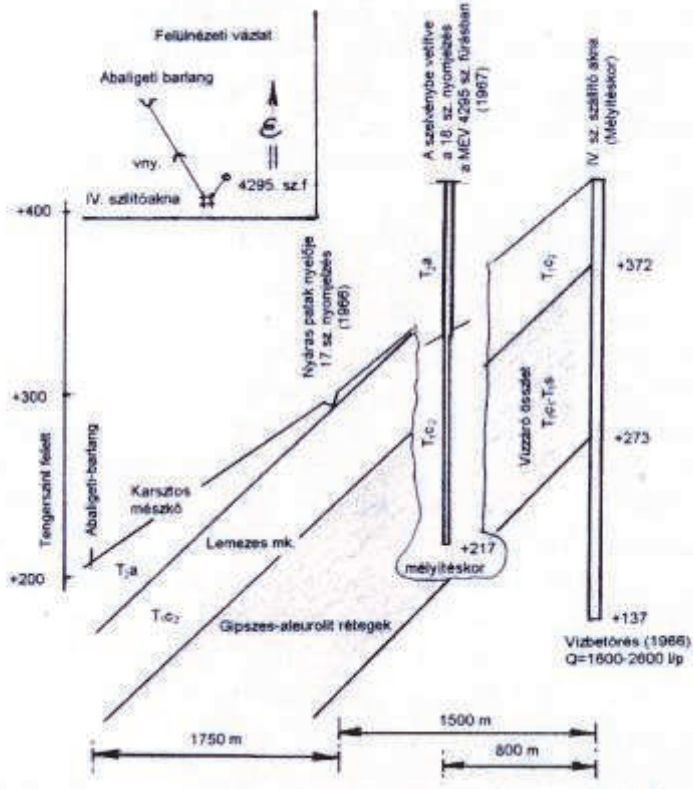 Felülnézeti vázlat
Abaligeti barlang
vny.
4295. sz.f
IV. szllítóakna
A szelvénybe vetítve
a 18. sz. nyomjelzés
a MÉV 4295 sz. fúrásban
(1967)
IV. sz. szállító akna
(Mélyítéskor)
Tengerszint felett
+400
+300
+200
Nyáras patak nyelője
17. sz. nyomjelzés
(1966)
Abaligeti-barlang
Karsztos
mészkő
T₂a
Lemezes mk.
T₁c₂
Gipszes-aleurolit rétegek
T₂a
T₁c₂
+217
mélyítéskor
T₁c₂
Vízzáró összlet
+372
+273
+137
Vízbetörés (1966)
Q=1600-2600 l/p
1750 m
1500 m
800 m